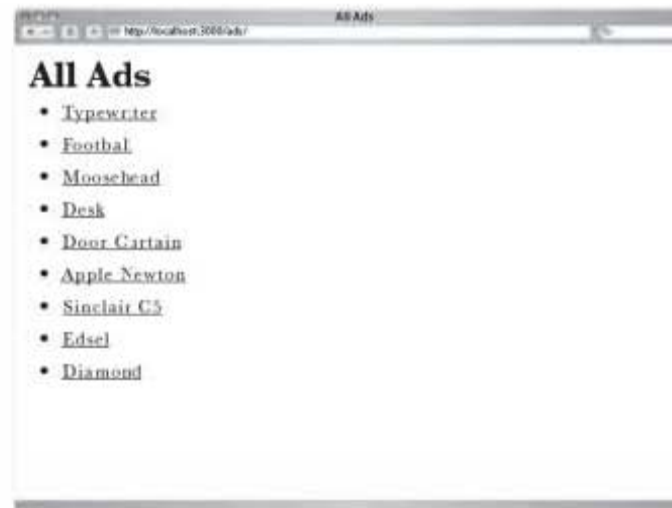 All Ads
http://localhost:3000/ads/
All Ads
• Typewriter
• Football
• Moosehead
• Desk
• Door Curtain
• Apple Newton
• Sinclair C5
• Edsel
• Diamond